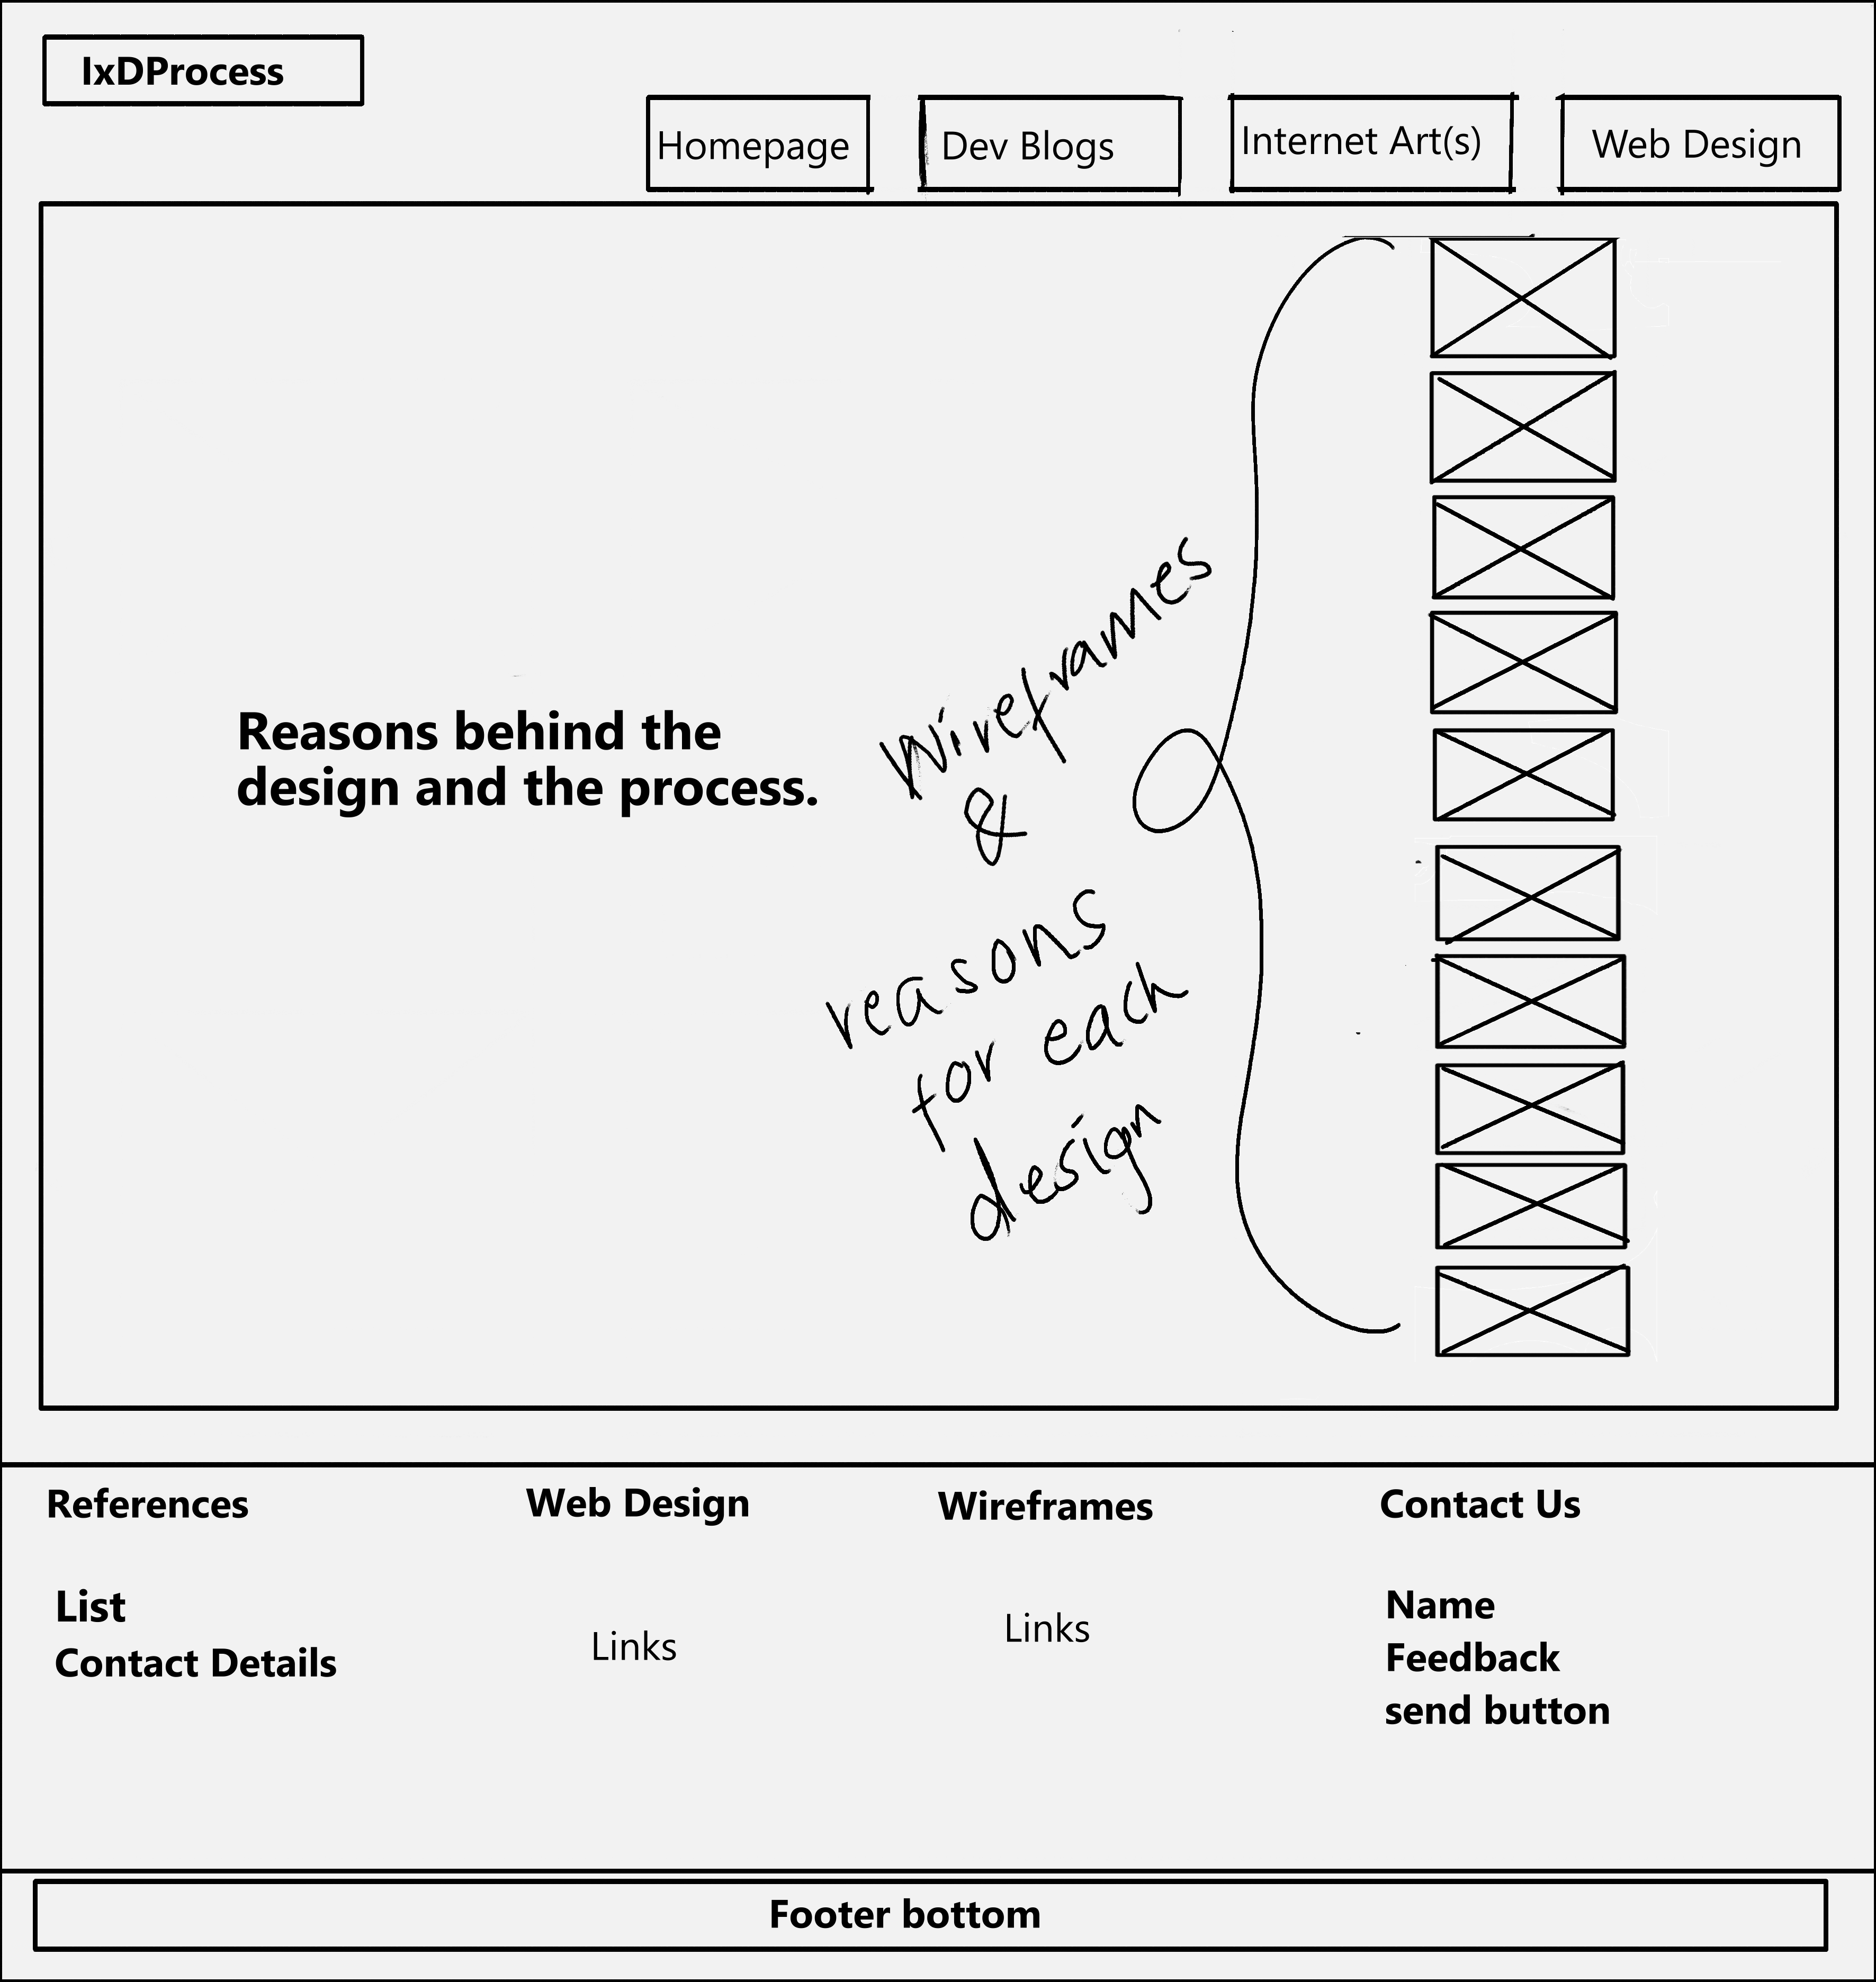 IxDProcess
Homepage
Dev Blogs
Internet Art(s)
Web Design
Reasons behind the
design and the process.
Wireframes
&
reasons
for each
design
References
Web Design
Wireframes
Contact Us
List
Contact Details
Links
Links
Name
Feedback
send button
Footer bottom